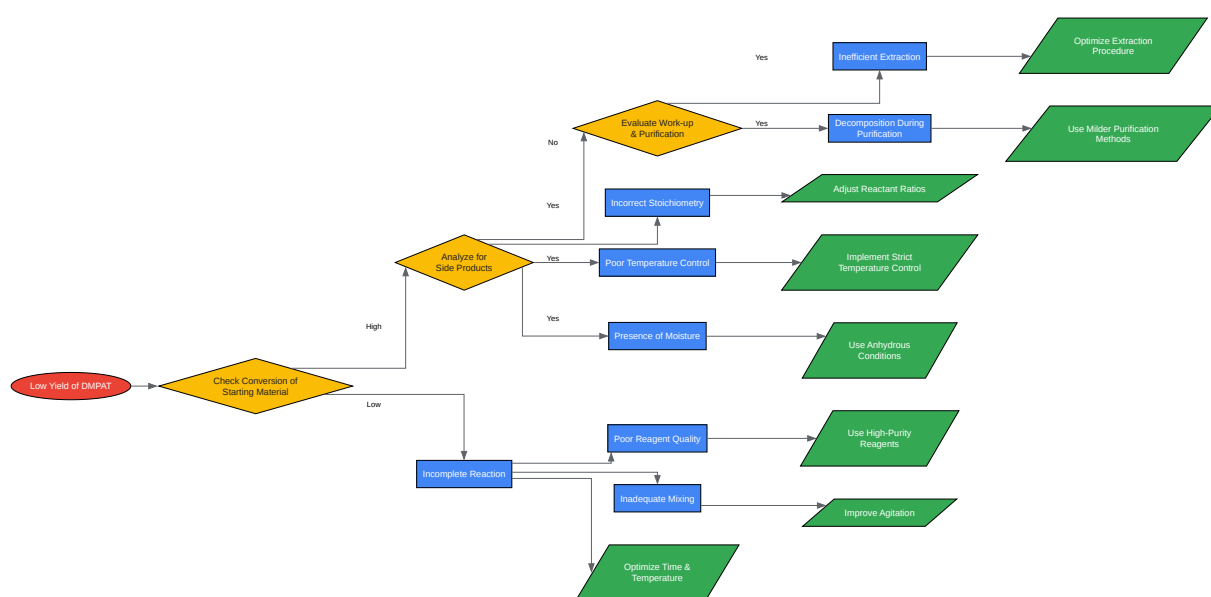 Optimize Extraction
Procedure
Yes
Inefficient Extraction
Evaluate Work-up
& Purification
Yes
Decomposition During
Purification
Use Milder Purification
Methods
No
Adjust Reactant Ratios
Yes
Incorrect Stoichiometry
Analyze for
Side Products
Yes
Poor Temperature Control
Implement Strict
Temperature Control
Yes
High
Presence of Moisture
Use Anhydrous
Conditions
Low Yield of DMPAT
Check Conversion of
Starting Material
Low
Poor Reagent Quality
Use High-Purity
Reagents
Incomplete Reaction
Inadequate Mixing
Improve Agitation
Optimize Time &
Temperature